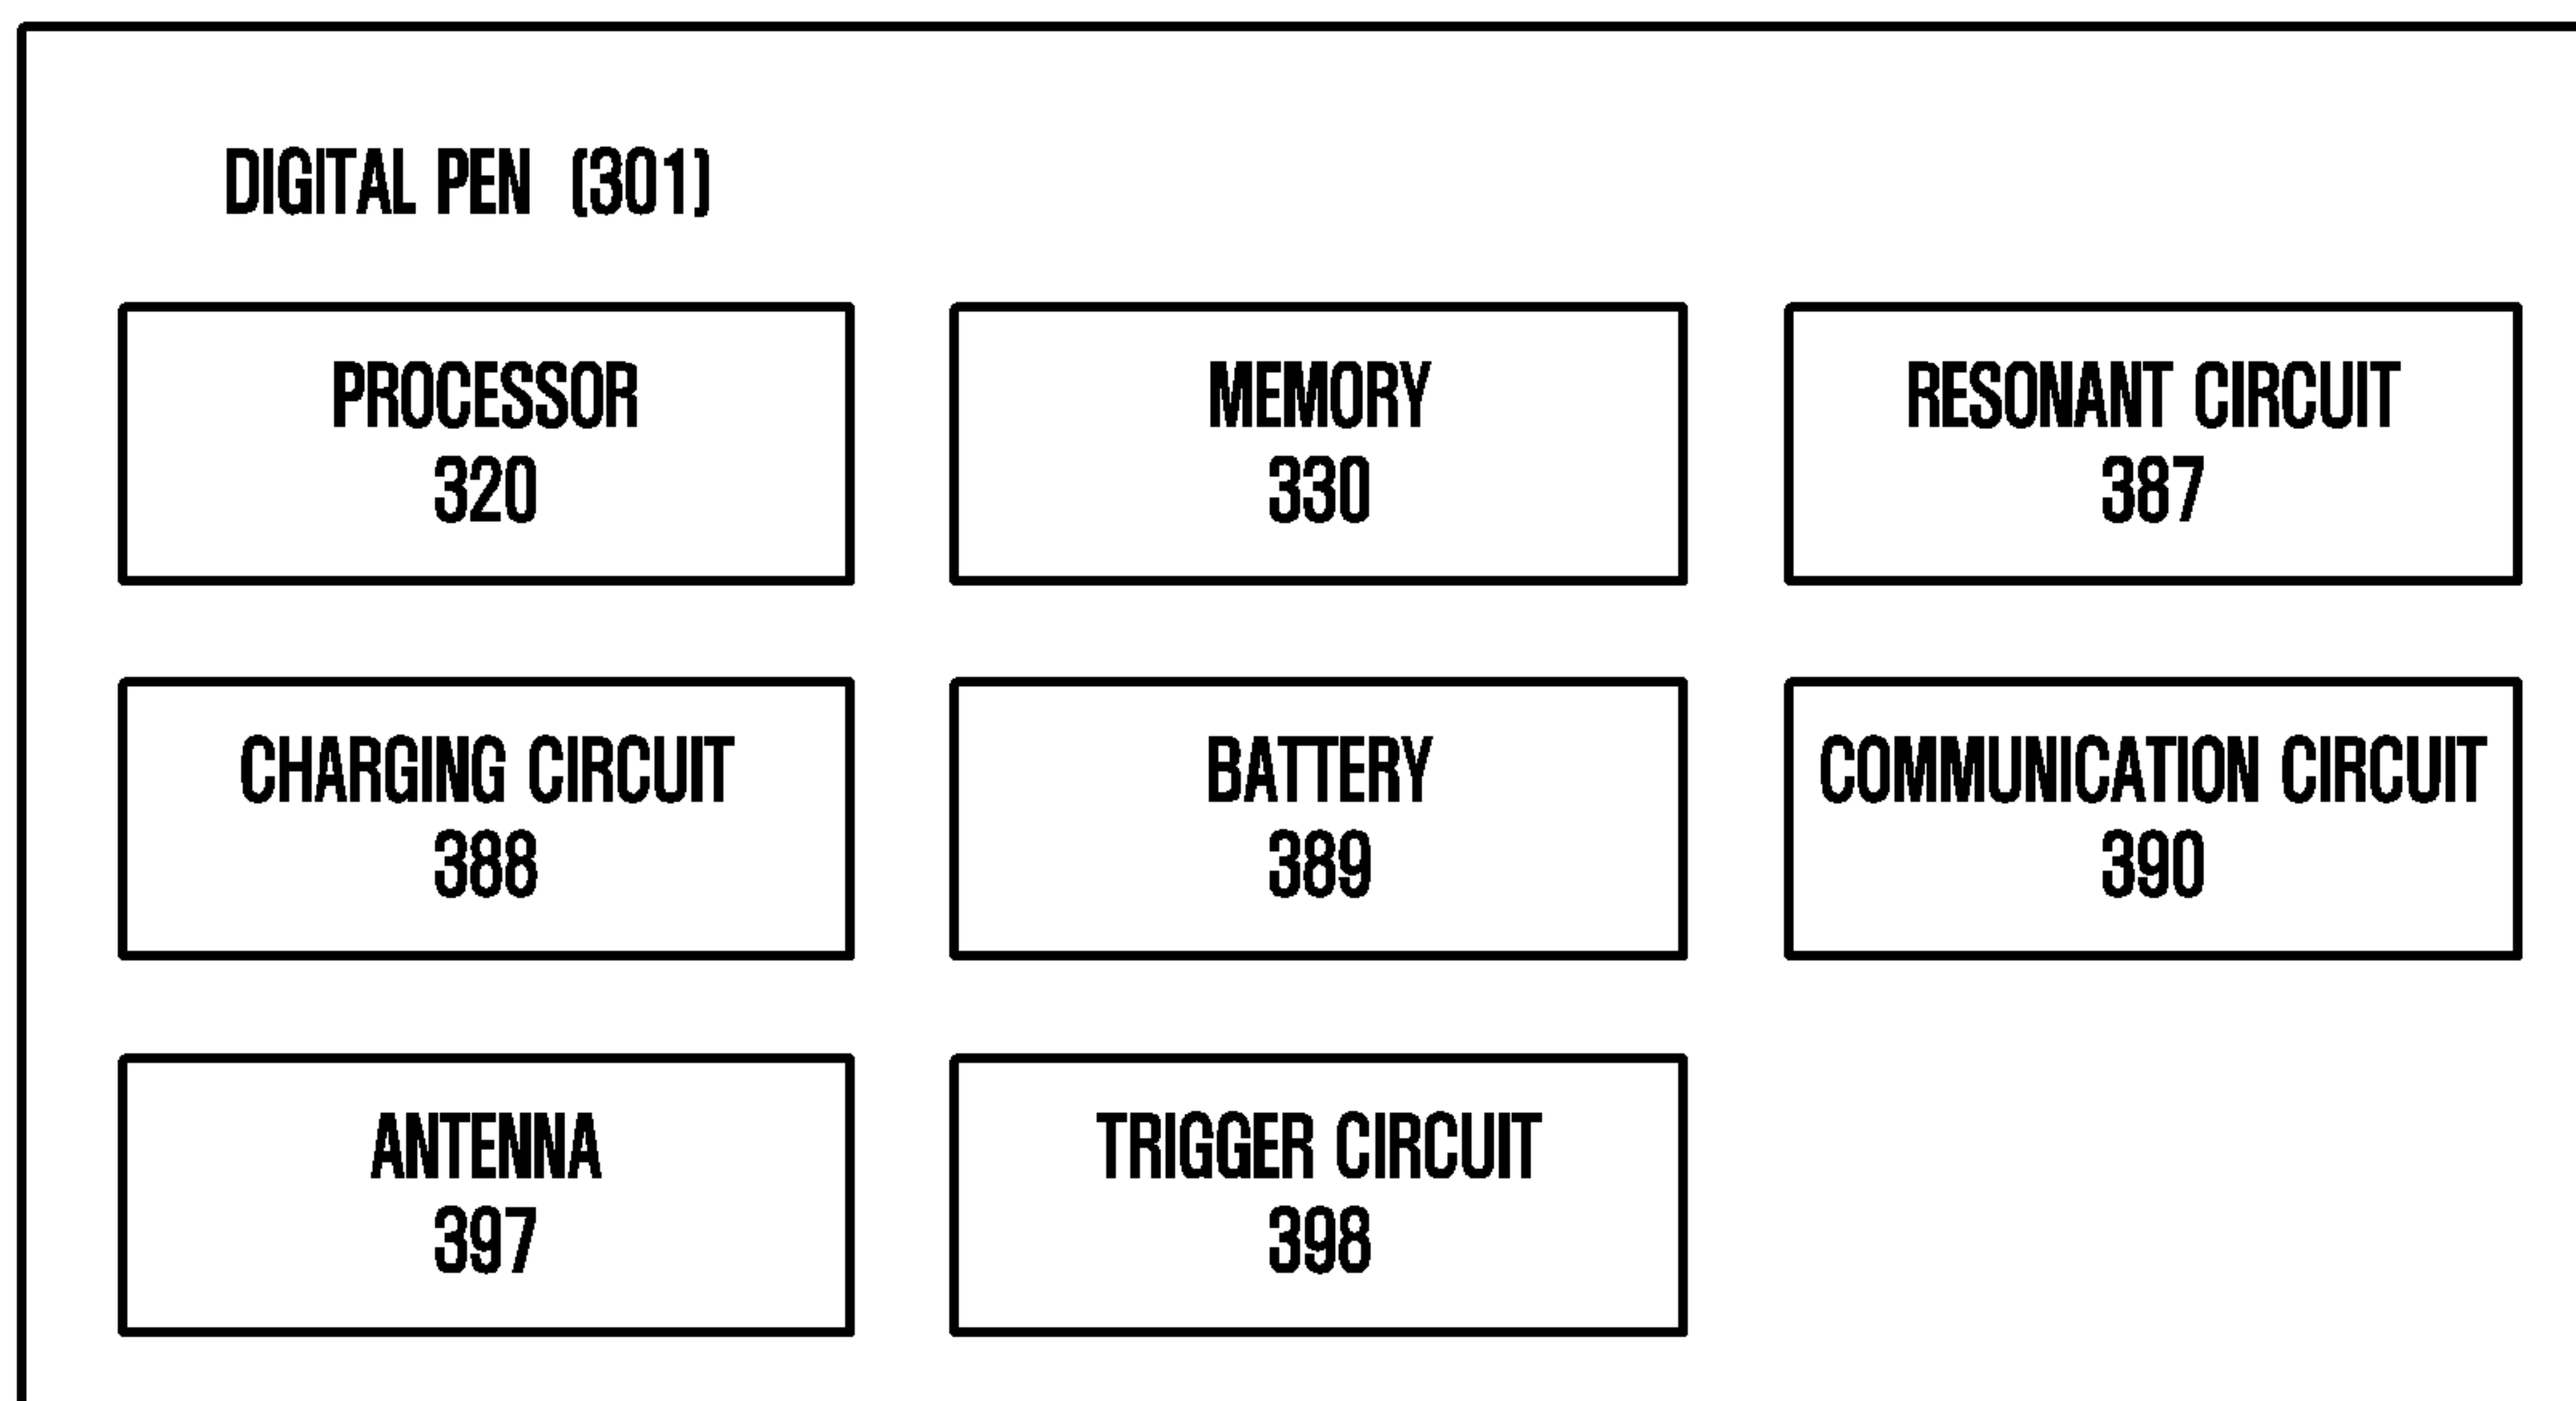 DIGITAL PEN (301)
PROCESSOR
320
MEMORY
330
RESONANT CIRCUIT
387
CHARGING CIRCUIT
388
BATTERY
389
COMMUNICATION CIRCUIT
390
ANTENNA
397
TRIGGER CIRCUIT
398